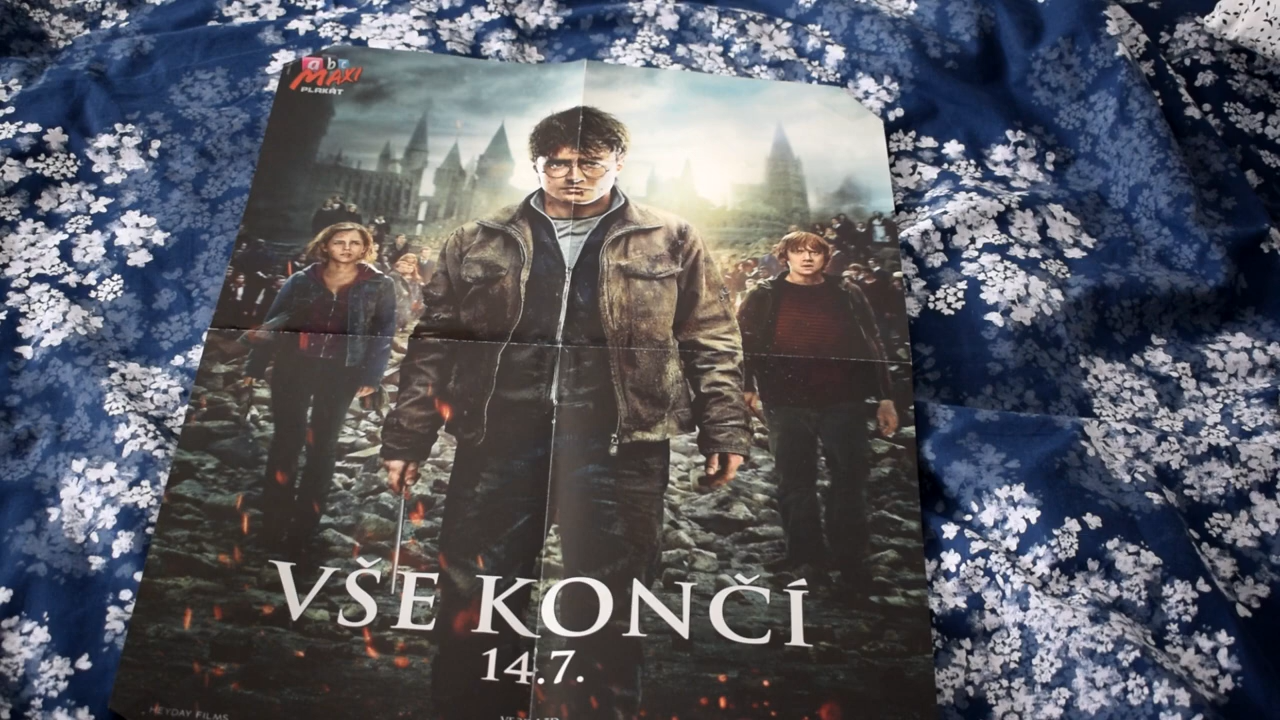 abc
MAXI
PLAKÁT
VŠE KONČÍ
14.7.
HEYDAY FILMS